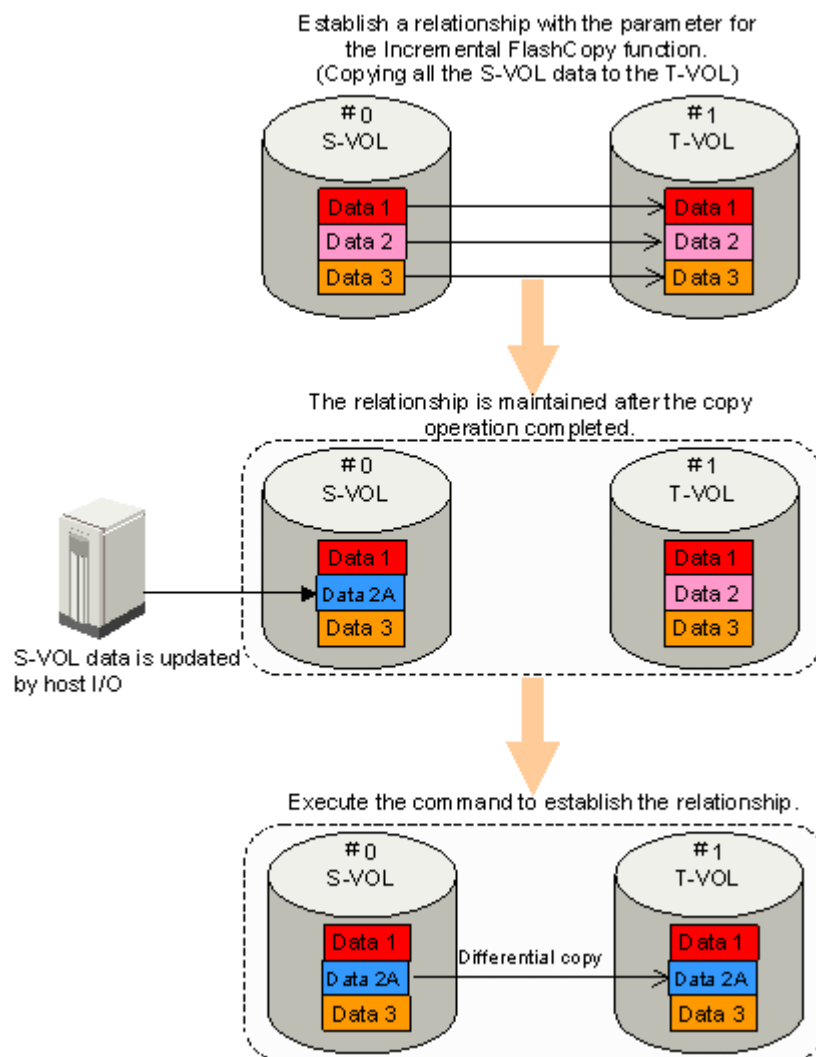 Establish a relationship with the parameter for
the Incremental FlashCopy function.
(Copying all the S-VOL data to the T-VOL)
#0
S-VOL
#1
T-VOL
Data 1
Data 1
Data 2
Data 2
Data 3
Data 3
The relationship is maintained after the copy
operation completed.
#0
S-VOL
#1
T-VOL
Data 1
Data 1
Data 2A
Data 2
Data 3
Data 3
S-VOL data is updated
by host I/O
Execute the command to establish the relationship.
#0
S-VOL
#1
T-VOL
Data 1
Data 1
Data 2A
Differential copy
Data 2A
Data 3
Data 3